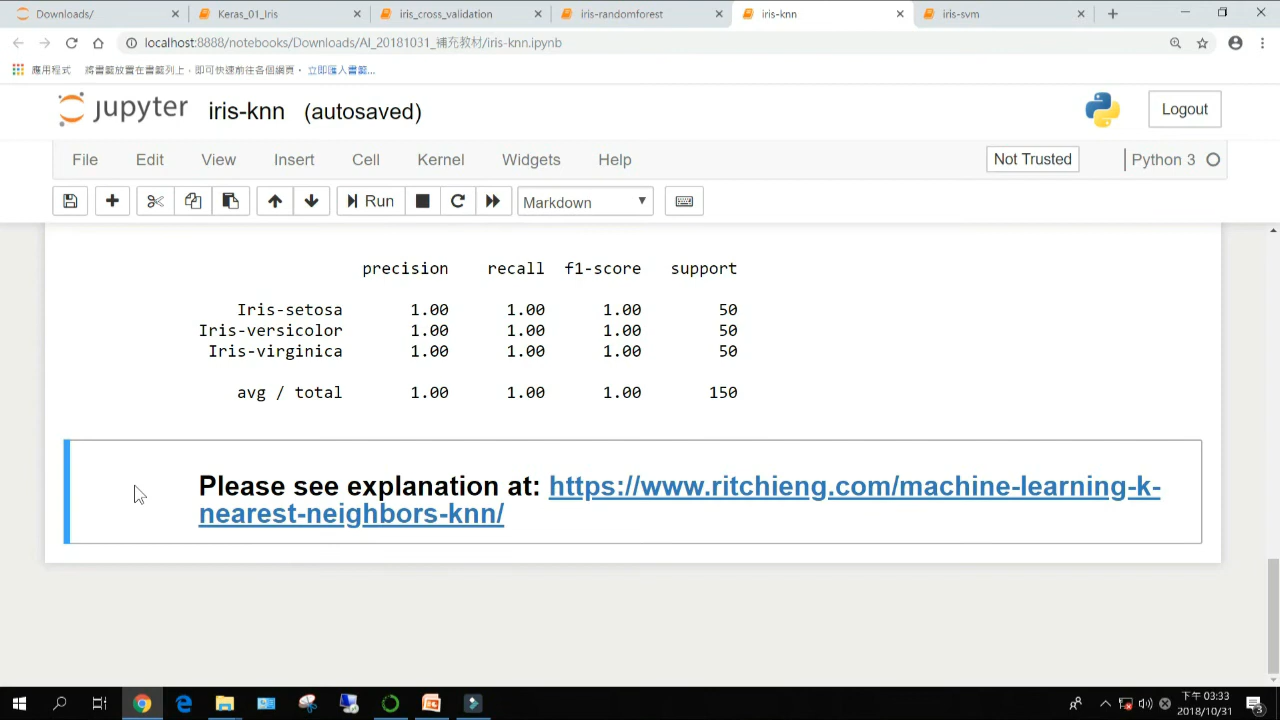 Downloads/
Keras_01_Iris
iris_cross_validation
iris-randomforest
iris-knn
iris-svm
localhost:8888/notebooks/Downloads/AI_20181031_補充教材/iris-knn.ipynb
應用程式 將書籤放置在書籤列上，即可快速前往各個網頁。 立即匯入書籤...
jupyter iris-knn (autosaved) Logout
File Edit View Insert Cell Kernel Widgets Help Not Trusted Python 3
Run Markdown
precision recall f1-score support
Iris-setosa 1.00 1.00 1.00 50
Iris-versicolor 1.00 1.00 1.00 50
Iris-virginica 1.00 1.00 1.00 50
avg / total 1.00 1.00 1.00 150
Please see explanation at: https://www.ritchieng.com/machine-learning-k-
nearest-neighbors-knn/
下午 03:33
2018/10/31
3